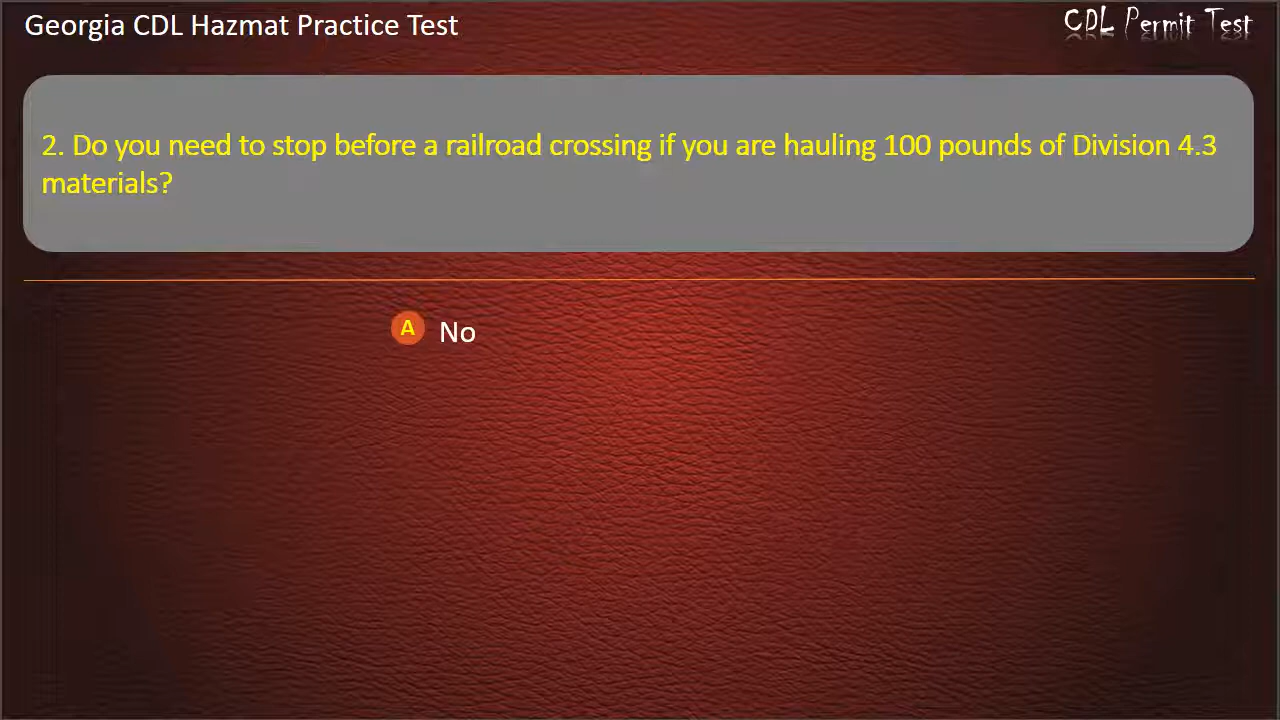 Georgia CDL Hazmat Practice Test
CDL Permit Test
2. Do you need to stop before a railroad crossing if you are hauling 100 pounds of Division 4.3
materials?
A No